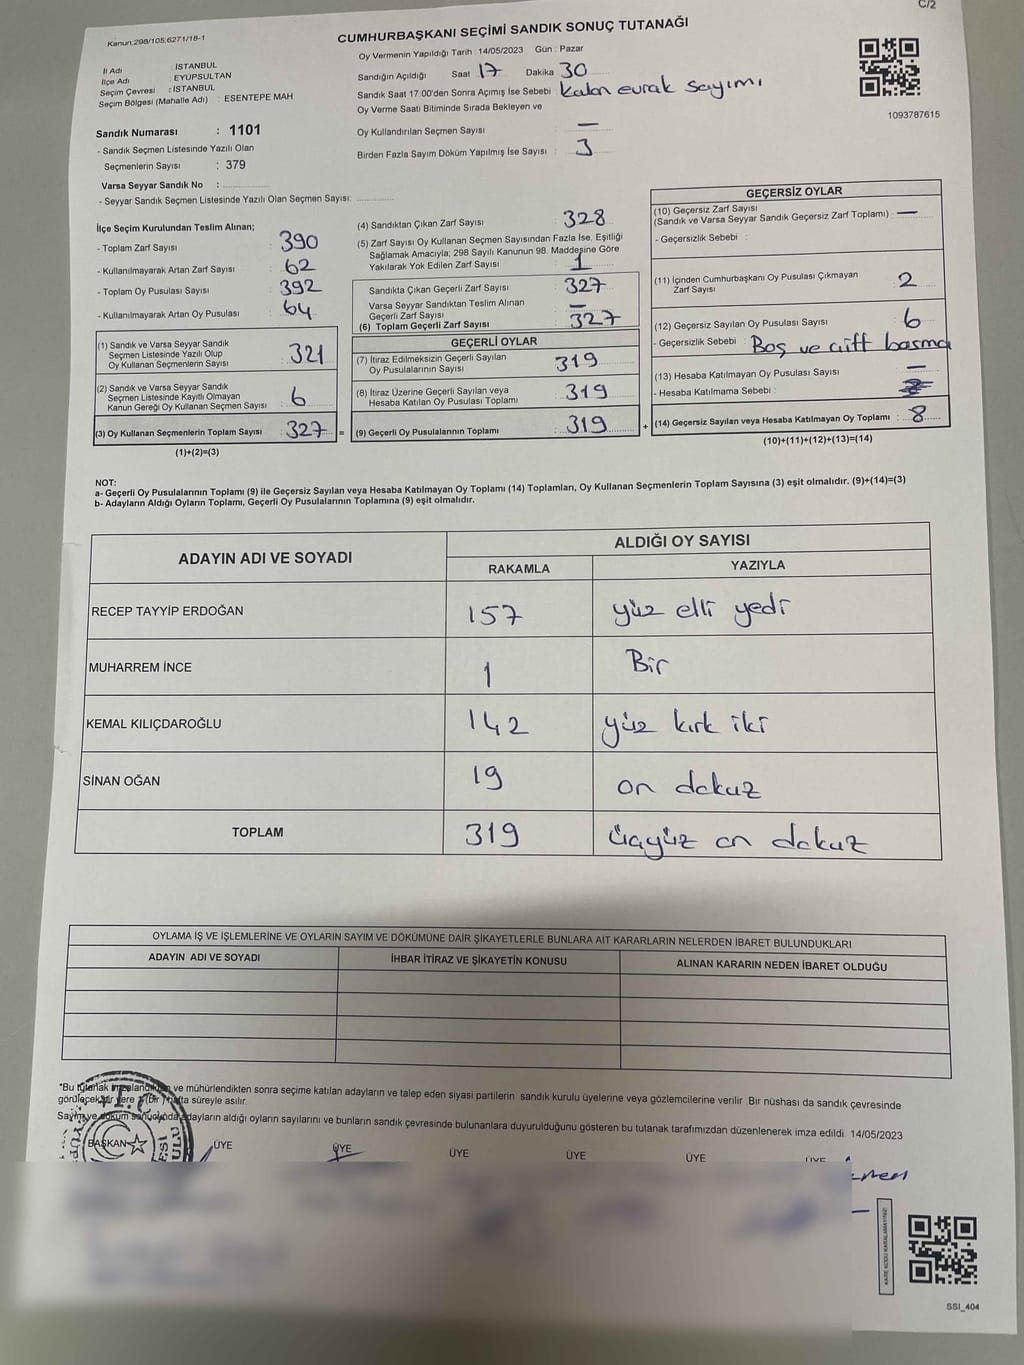 C/2
Kanun:298/105,6271/18-1
CUMHURBAŞKANI SEÇİMİ SANDIK SONUÇ TUTANAĞI
İl Adı : İSTANBUL
İlçe Adı : EYÜPSULTAN
Seçim Çevresi : İSTANBUL
Seçim Bölgesi (Mahalle Adı) : ESENTEPE MAH
Oy Vermenin Yapıldığı Tarih : 14/05/2023 Gün : Pazar
Sandığın Açıldığı Saat 17 Dakika 30
Sandık Saat 17.00'den Sonra Açımış İse Sebebi : kalan evrak sayımı
Oy Verme Saati Bitiminde Sırada Bekleyen ve
Oy Kullandırılan Seçmen Sayısı : —
Birden Fazla Sayım Döküm Yapılmış İse Sayısı : 3
1093787615
Sandık Numarası : 1101
- Sandık Seçmen Listesinde Yazılı Olan
Seçmenlerin Sayısı : 379
Varsa Seyyar Sandık No :
- Seyyar Sandık Seçmen Listesinde Yazılı Olan Seçmen Sayısı:
İlçe Seçim Kurulundan Teslim Alınan;
- Toplam Zarf Sayısı : 390
- Kullanılmayarak Artan Zarf Sayısı : 62
- Toplam Oy Pusulası Sayısı : 392
- Kullanılmayarak Artan Oy Pusulası : 64
(1) Sandık ve Varsa Seyyar Sandık
Seçmen Listesinde Yazılı Olup
Oy Kullanan Seçmen Sayısı : 321
(2) Sandık ve Varsa Seyyar Sandık
Seçmen Listesinde Kayıtlı Olmayan
Kanun Gereği Oy Kullanan Seçmen Sayısı : 6
(3) Oy Kullanan Seçmenlerin Toplam Sayısı : 327 =
(1)+(2)=(3)
(4) Sandıktan Çıkan Zarf Sayısı : 328
(5) Zarf Sayısı Oy Kullanan Seçmen Sayısından Fazla İse, Eşitliği
Sağlamak Amacıyla; 298 Sayılı Kanunun 98. Maddesine Göre
Yakılarak Yok Edilen Zarf Sayısı : 1
Sandıkta Çıkan Geçerli Zarf Sayısı : 327
Varsa Seyyar Sandıktan Teslim Alınan
Geçerli Zarf Sayısı : —
(6) Toplam Geçerli Zarf Sayısı : 327
GEÇERLİ OYLAR
(7) İtiraz Edilmeksizin Geçerli Sayılan
Oy Pusulalarının Sayısı : 319
(8) İtiraz Üzerine Geçerli Sayılan veya
Hesaba Katılan Oy Pusulası Toplamı : 319
(9) Geçerli Oy Pusulalarının Toplamı : 319 +
GEÇERSİZ OYLAR
(10) Geçersiz Zarf Sayısı
(Sandık ve Varsa Seyyar Sandık Geçersiz Zarf Toplamı) : —
- Geçersizlik Sebebi :
(11) İçinden Cumhurbaşkanı Oy Pusulası Çıkmayan
Zarf Sayısı : 2
(12) Geçersiz Sayılan Oy Pusulası Sayısı : 6
- Geçersizlik Sebebi : Boş ve çift basma
(13) Hesaba Katılmayan Oy Pusulası Sayısı : —
- Hesaba Katılmama Sebebi :
(14) Geçersiz Sayılan veya Hesaba Katılmayan Oy Toplamı : 8
(10)+(11)+(12)+(13)=(14)
NOT:
a- Geçerli Oy Pusulalarının Toplamı (9) ile Geçersiz Sayılan veya Hesaba Katılmayan Oy Toplamı (14) Toplamları, Oy Kullanan Seçmenlerin Toplam Sayısına (3) eşit olmalıdır. (9)+(14)=(3)
b- Adayların Aldığı Oyların Toplamı, Geçerli Oy Pusulalarının Toplamına (9) eşit olmalıdır.
ADAYIN ADI VE SOYADI
ALDIĞI OY SAYISI
RAKAMLA YAZIYLA
RECEP TAYYİP ERDOĞAN 157 yüz elli yedi
MUHARREM İNCE 1 Bir
KEMAL KILIÇDAROĞLU 142 yüz kırk iki
SİNAN OĞAN 19 on dokuz
TOPLAM 319 üçyüz on dokuz
OYLAMA İŞ VE İŞLEMLERİNE VE OYLARIN SAYIM VE DÖKÜMÜNE DAİR ŞİKAYETLERLE BUNLARA AİT KARARLARIN NELERDEN İBARET BULUNDUKLARI
ADAYIN ADI VE SOYADI İHBAR İTİRAZ VE ŞİKAYETİN KONUSU ALINAN KARARIN NEDEN İBARET OLDUĞU
*Bu tutanak imzalandıktan ve mühürlendikten sonra seçime katılan adayların ve talep eden siyasi partilerin sandık kurulu üyelerine veya gözlemcilerine verilir. Bir nüshası da sandık çevresinde
görülecek bir yere 1 (bir) hafta süreyle asılır.
Sayım ve döküm sonucunda adayların aldığı oyların sayılarını ve bunların sandık çevresinde bulunanlara duyurulduğunu gösteren bu tutanak tarafımızdan düzenlenerek imza edildi. 14/05/2023
BAŞKAN ÜYE ÜYE ÜYE ÜYE ÜYE ÜYE
KARE KODU KARALAMAYINIZ!
SSI_404